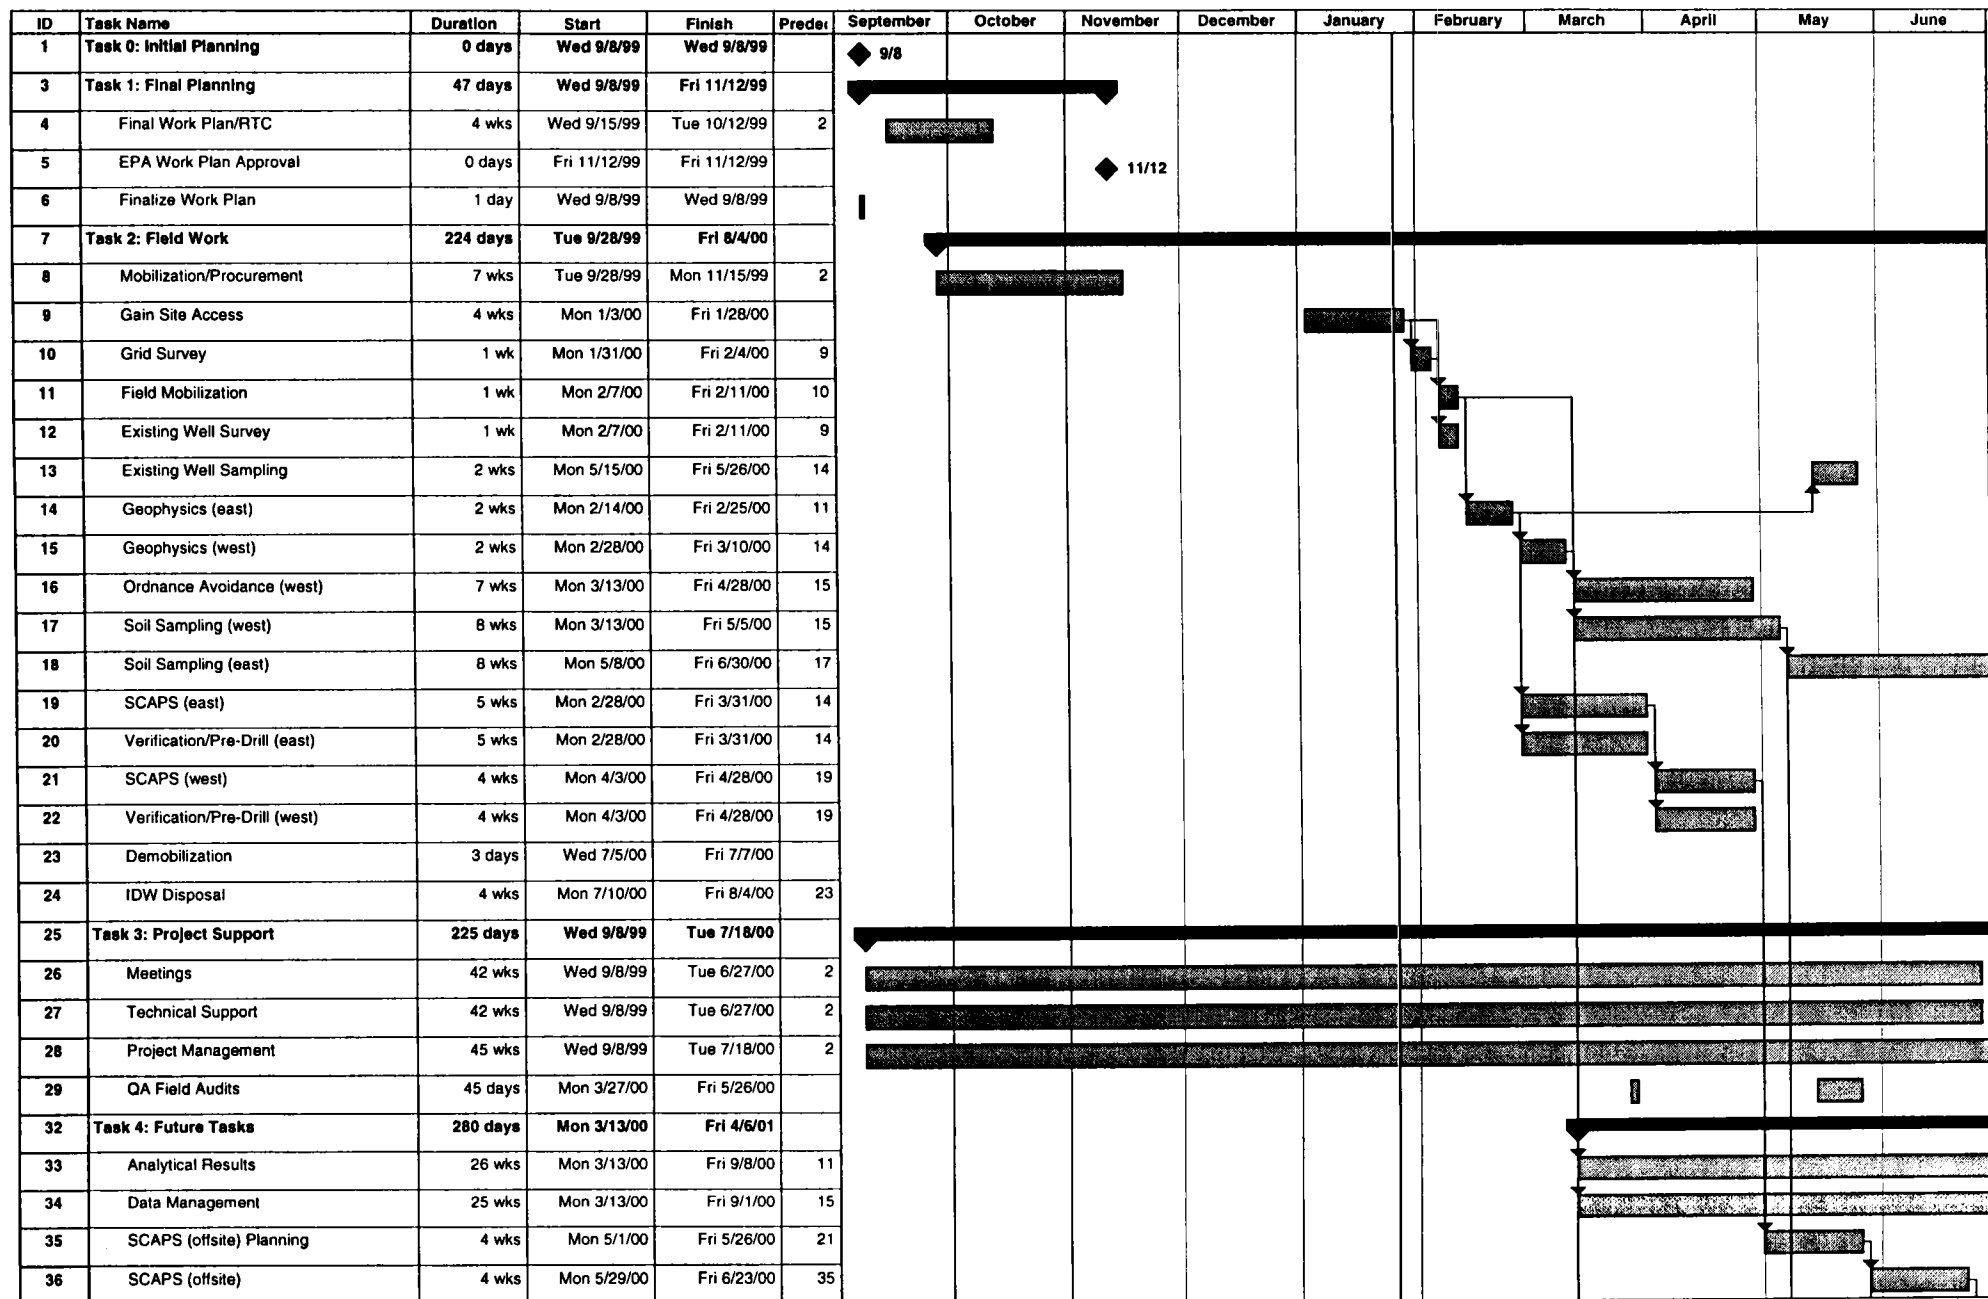 ID Task Name Duration Start Finish Predec September October November December January February March April May June
1 Task 0: Initial Planning 0 days Wed 9/8/99 Wed 9/8/99 9/8
3 Task 1: Final Planning 47 days Wed 9/8/99 Fri 11/12/99
4 Final Work Plan/RTC 4 wks Wed 9/15/99 Tue 10/12/99 2
5 EPA Work Plan Approval 0 days Fri 11/12/99 Fri 11/12/99 11/12
6 Finalize Work Plan 1 day Wed 9/8/99 Wed 9/8/99
7 Task 2: Field Work 224 days Tue 9/28/99 Fri 8/4/00
8 Mobilization/Procurement 7 wks Tue 9/28/99 Mon 11/15/99 2
9 Gain Site Access 4 wks Mon 1/3/00 Fri 1/28/00
10 Grid Survey 1 wk Mon 1/31/00 Fri 2/4/00 9
11 Field Mobilization 1 wk Mon 2/7/00 Fri 2/11/00 10
12 Existing Well Survey 1 wk Mon 2/7/00 Fri 2/11/00 9
13 Existing Well Sampling 2 wks Mon 5/15/00 Fri 5/26/00 14
14 Geophysics (east) 2 wks Mon 2/14/00 Fri 2/25/00 11
15 Geophysics (west) 2 wks Mon 2/28/00 Fri 3/10/00 14
16 Ordnance Avoidance (west) 7 wks Mon 3/13/00 Fri 4/28/00 15
17 Soil Sampling (west) 8 wks Mon 3/13/00 Fri 5/5/00 15
18 Soil Sampling (east) 8 wks Mon 5/8/00 Fri 6/30/00 17
19 SCAPS (east) 5 wks Mon 2/28/00 Fri 3/31/00 14
20 Verification/Pre-Drill (east) 5 wks Mon 2/28/00 Fri 3/31/00 14
21 SCAPS (west) 4 wks Mon 4/3/00 Fri 4/28/00 19
22 Verification/Pre-Drill (west) 4 wks Mon 4/3/00 Fri 4/28/00 19
23 Demobilization 3 days Wed 7/5/00 Fri 7/7/00
24 IDW Disposal 4 wks Mon 7/10/00 Fri 8/4/00 23
25 Task 3: Project Support 225 days Wed 9/8/99 Tue 7/18/00
26 Meetings 42 wks Wed 9/8/99 Tue 6/27/00 2
27 Technical Support 42 wks Wed 9/8/99 Tue 6/27/00 2
28 Project Management 45 wks Wed 9/8/99 Tue 7/18/00 2
29 QA Field Audits 45 days Mon 3/27/00 Fri 5/26/00
32 Task 4: Future Tasks 280 days Mon 3/13/00 Fri 4/6/01
33 Analytical Results 26 wks Mon 3/13/00 Fri 9/8/00 11
34 Data Management 25 wks Mon 3/13/00 Fri 9/1/00 15
35 SCAPS (offsite) Planning 4 wks Mon 5/1/00 Fri 5/26/00 21
36 SCAPS (offsite) 4 wks Mon 5/29/00 Fri 6/23/00 35